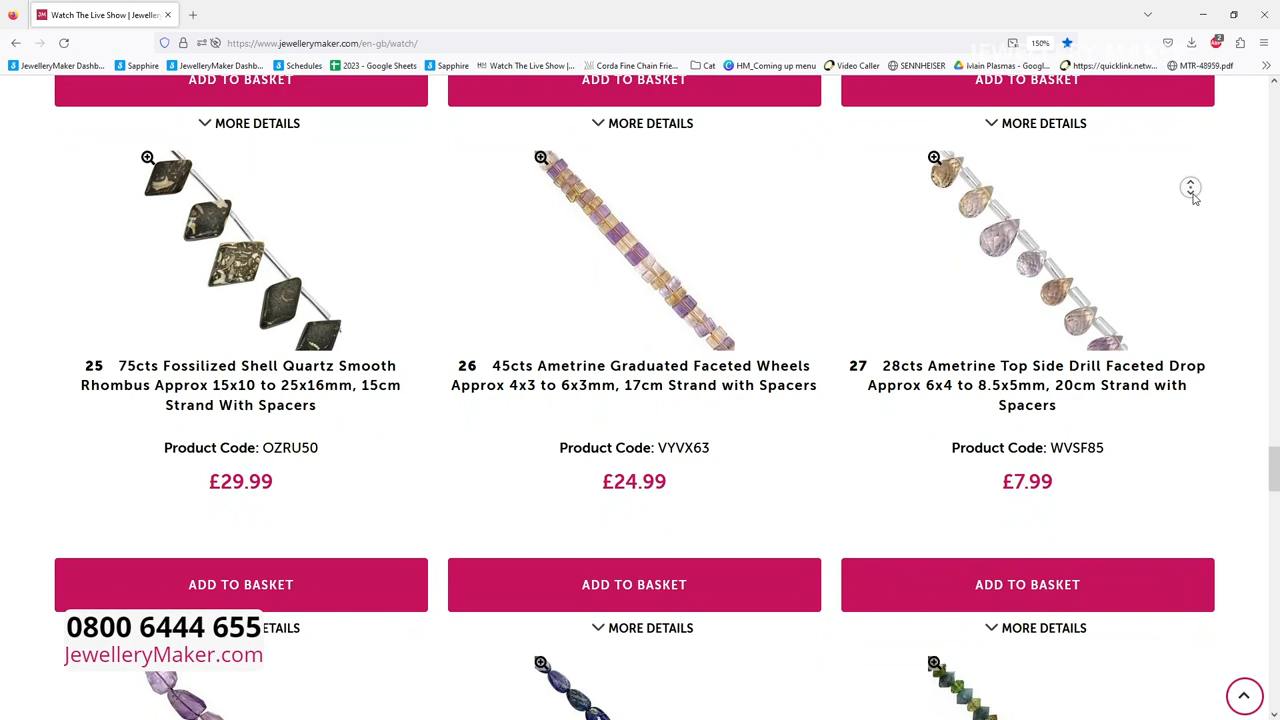 Watch The Live Show | Jeweller
https://www.jewellerymaker.com/en-gb/watch/
150%
2
JewelleryMaker Dashb...
Sapphire
JewelleryMaker Dashb...
Schedules
2023 - Google Sheets
Sapphire
Watch The Live Show |...
Corda Fine Chain Frie...
Cat
HM_Coming up menu
Video Caller
SENNHEISER
Main Plasmas - Googl...
https://quicklink.netw...
MTR-48959.pdf
ADD TO BASKET
ADD TO BASKET
ADD TO BASKET
MORE DETAILS
MORE DETAILS
MORE DETAILS
25 75cts Fossilized Shell Quartz Smooth
Rhombus Approx 15x10 to 25x16mm, 15cm
Strand With Spacers
Product Code: OZRU50
£29.99
26 45cts Ametrine Graduated Faceted Wheels
Approx 4x3 to 6x3mm, 17cm Strand with Spacers
Product Code: VYVX63
£24.99
27 28cts Ametrine Top Side Drill Faceted Drop
Approx 6x4 to 8.5x5mm, 20cm Strand with
Spacers
Product Code: WVSF85
£7.99
ADD TO BASKET
ADD TO BASKET
ADD TO BASKET
ETAILS
MORE DETAILS
MORE DETAILS
0800 6444 655
JewelleryMaker.com